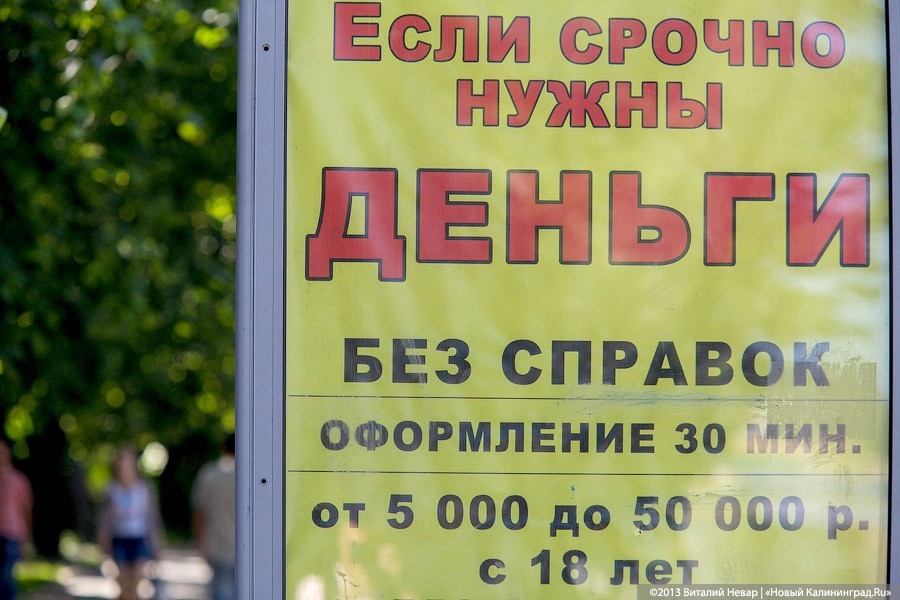 Если срочно
нужны
деньги
БЕЗ СПРАВОК
ОФОРМЛЕНИЕ 30 МИН.
от 5 000 до 50 000 р.
с 18 лет
©2013 Виталий Невар | «Новый Калининград.Ru»